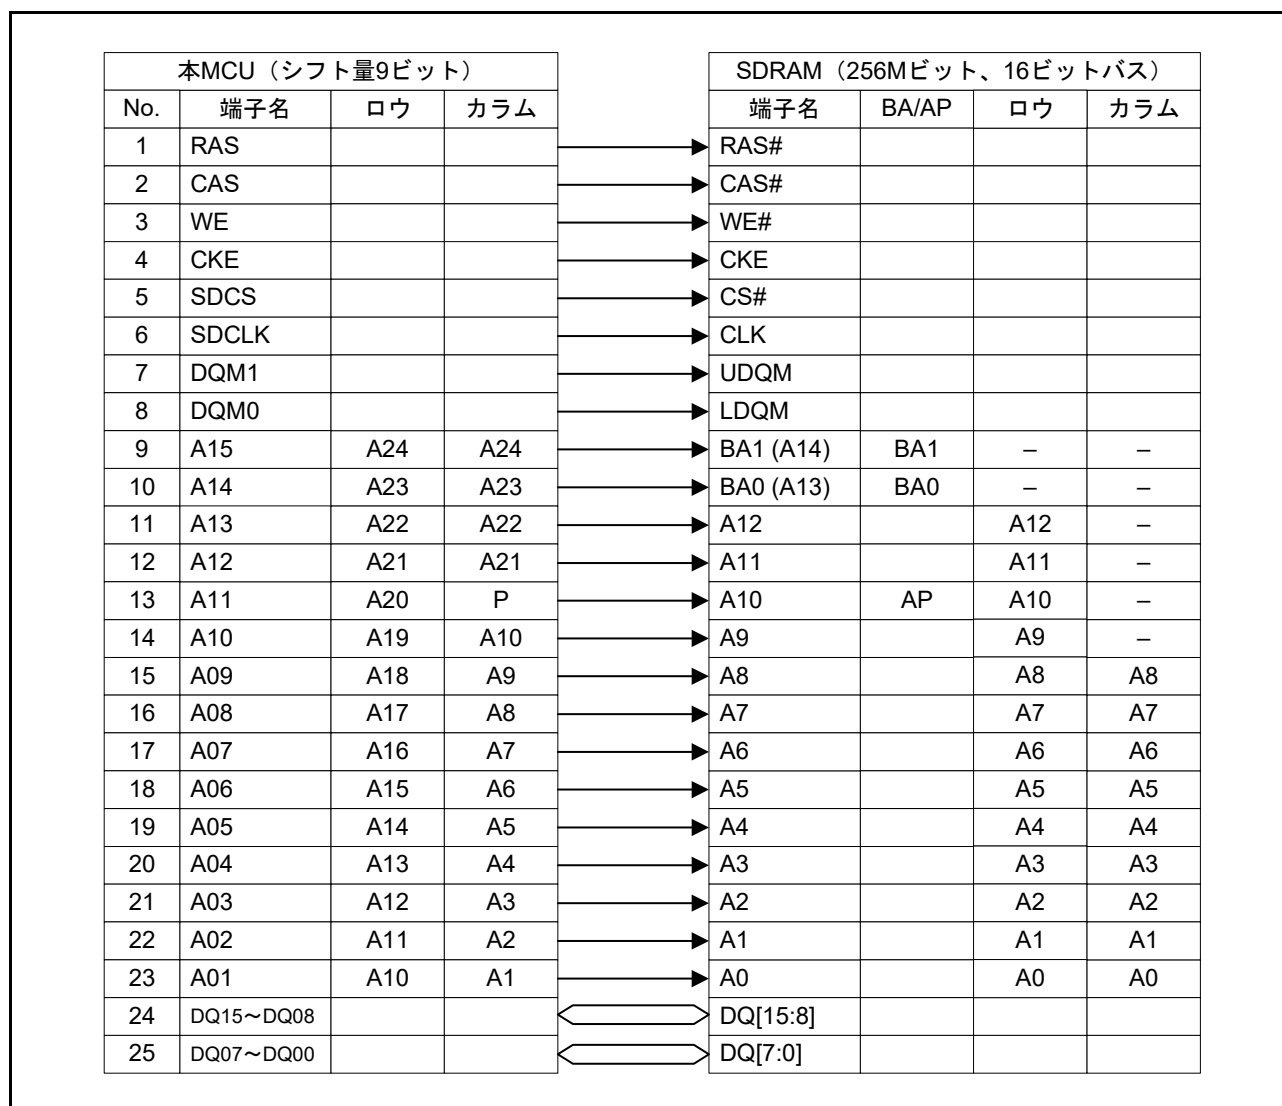 本MCU（シフト量9ビット） SDRAM（256Mビット、16ビットバス）
No. 端子名 ロウ カラム 端子名 BA/AP ロウ カラム
1 RAS RAS#
2 CAS CAS#
3 WE WE#
4 CKE CKE
5 SDCS CS#
6 SDCLK CLK
7 DQM1 UDQM
8 DQM0 LDQM
9 A15 A24 A24 BA1 (A14) BA1 – –
10 A14 A23 A23 BA0 (A13) BA0 – –
11 A13 A22 A22 A12 A12 –
12 A12 A21 A21 A11 A11 –
13 A11 A20 P A10 AP A10 –
14 A10 A19 A10 A9 A9 –
15 A09 A18 A9 A8 A8 A8
16 A08 A17 A8 A7 A7 A7
17 A07 A16 A7 A6 A6 A6
18 A06 A15 A6 A5 A5 A5
19 A05 A14 A5 A4 A4 A4
20 A04 A13 A4 A3 A3 A3
21 A03 A12 A3 A2 A2 A2
22 A02 A11 A2 A1 A1 A1
23 A01 A10 A1 A0 A0 A0
24 DQ15～DQ08 DQ[15:8]
25 DQ07～DQ00 DQ[7:0]